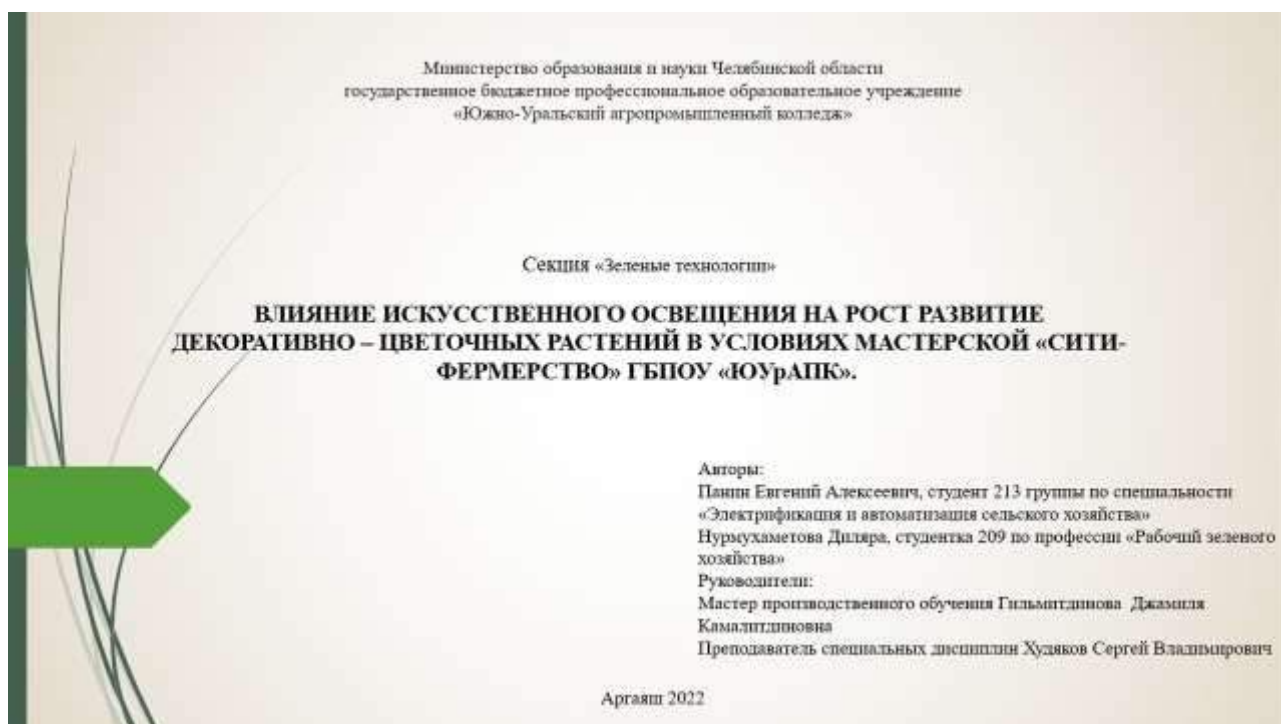 Министерство образования и науки Челябинской области
государственное бюджетное профессиональное образовательное учреждение
«Южно-Уральский агропромышленный колледж»
Секция «Зеленые технологии»
ВЛИЯНИЕ ИСКУССТВЕННОГО ОСВЕЩЕНИЯ НА РОСТ РАЗВИТИЕ
ДЕКОРАТИВНО – ЦВЕТОЧНЫХ РАСТЕНИЙ В УСЛОВИЯХ МАСТЕРСКОЙ «СИТИ-
ФЕРМЕРСТВО» ГБПОУ «ЮУрАПК».
Авторы:
Панин Евгений Алексеевич, студент 213 группы по специальности
«Электрификация и автоматизация сельского хозяйства»
Нурмухаметова Диляра, студентка 209 по профессии «Рабочий зеленого
хозяйства»
Руководители:
Мастер производственного обучения Гильмитдинова Джамиля
Камалитдиновна
Преподаватель специальных дисциплин Худяков Сергей Владимирович
Аргаяш 2022